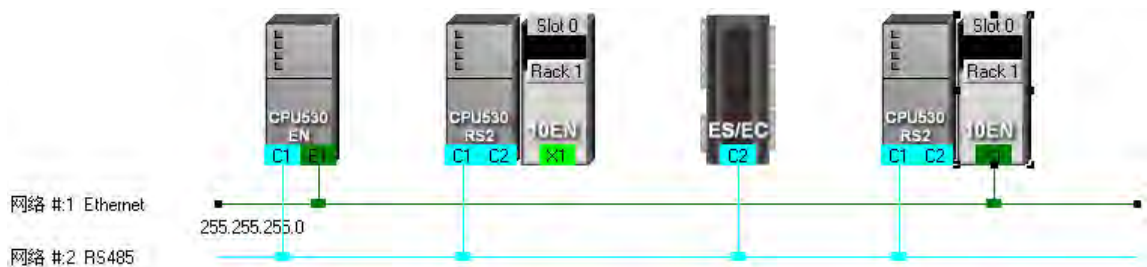 Slot 0
Slot 0
Rack 1
Rack 1
CPU530
EN
CPU530
RS2
10EN
ES/EC
CPU530
RS2
10EN
C1 E1
C1 C2
X1
C2
C1 C2
X1
网络 #:1 Ethernet
255.255.255.0
网络 #:2 RS485